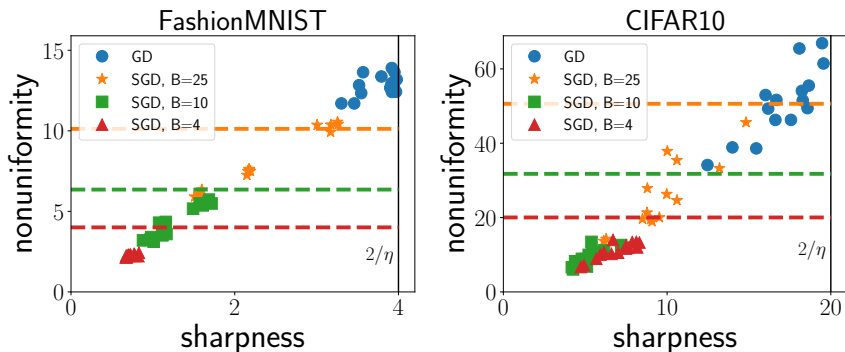 FashionMNIST
nonuniformity
15
10
5
0
GD
SGD, B=25
SGD, B=10
SGD, B=4
2/η
0
2
4
sharpness
CIFAR10
nonuniformity
60
40
20
0
GD
SGD, B=25
SGD, B=10
SGD, B=4
2/η
0
10
20
sharpness